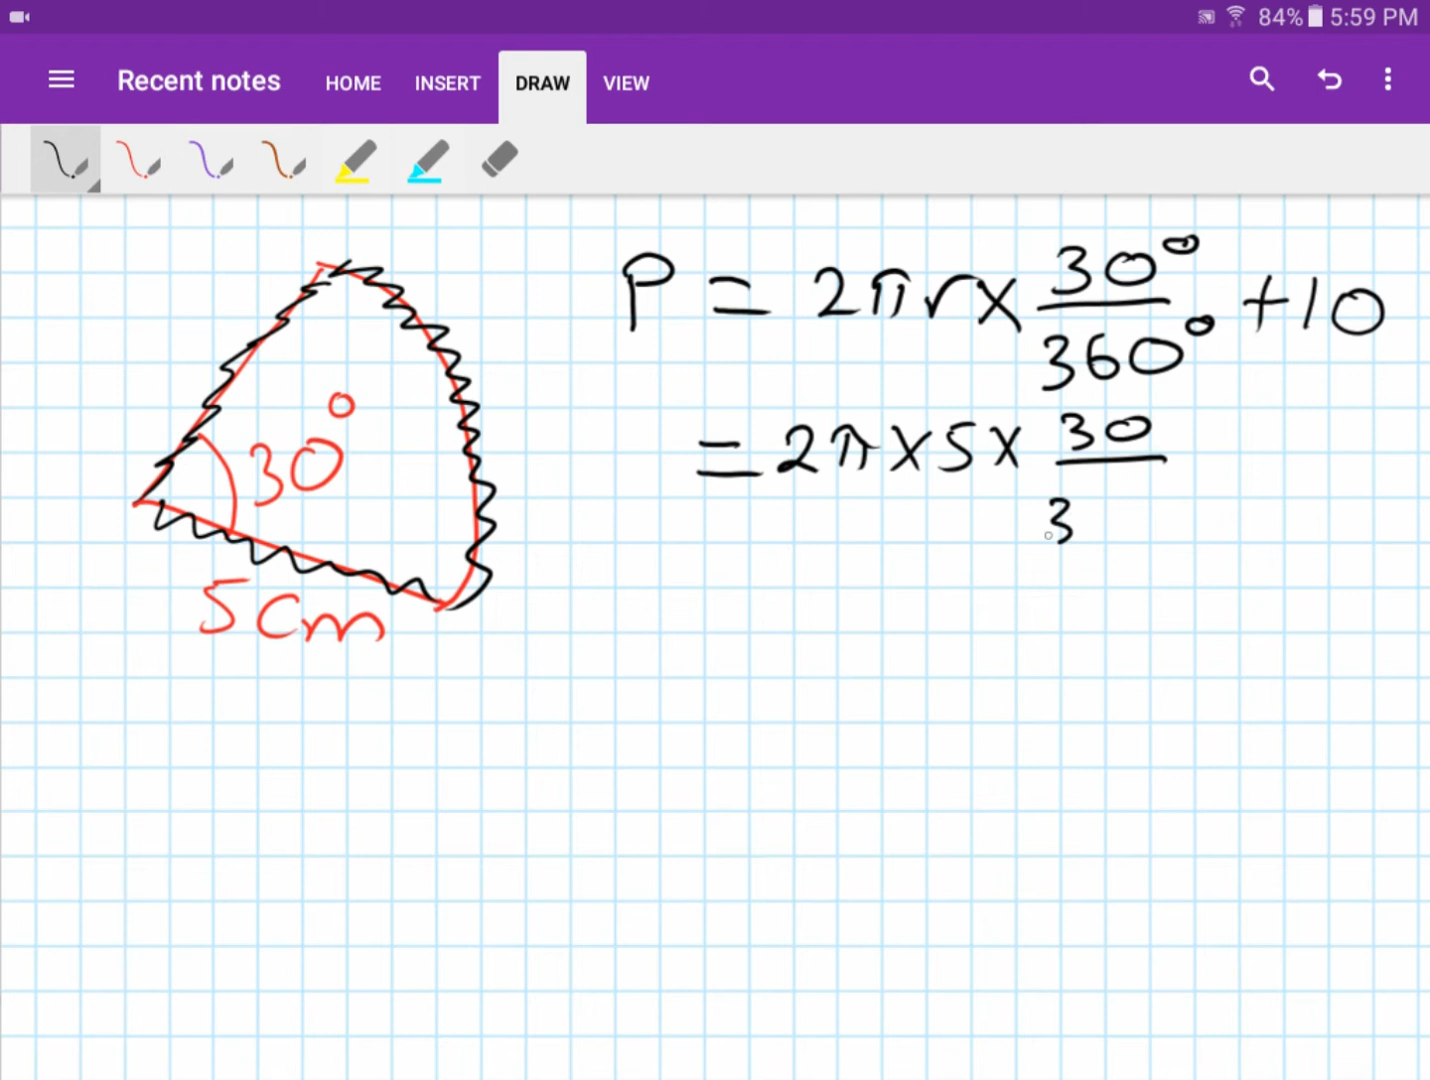 84% 5:59 PM
Recent notes HOME INSERT DRAW VIEW
P = 2πr × 30°/360° + 10
= 2π × 5 × 30/3
30°
5cm